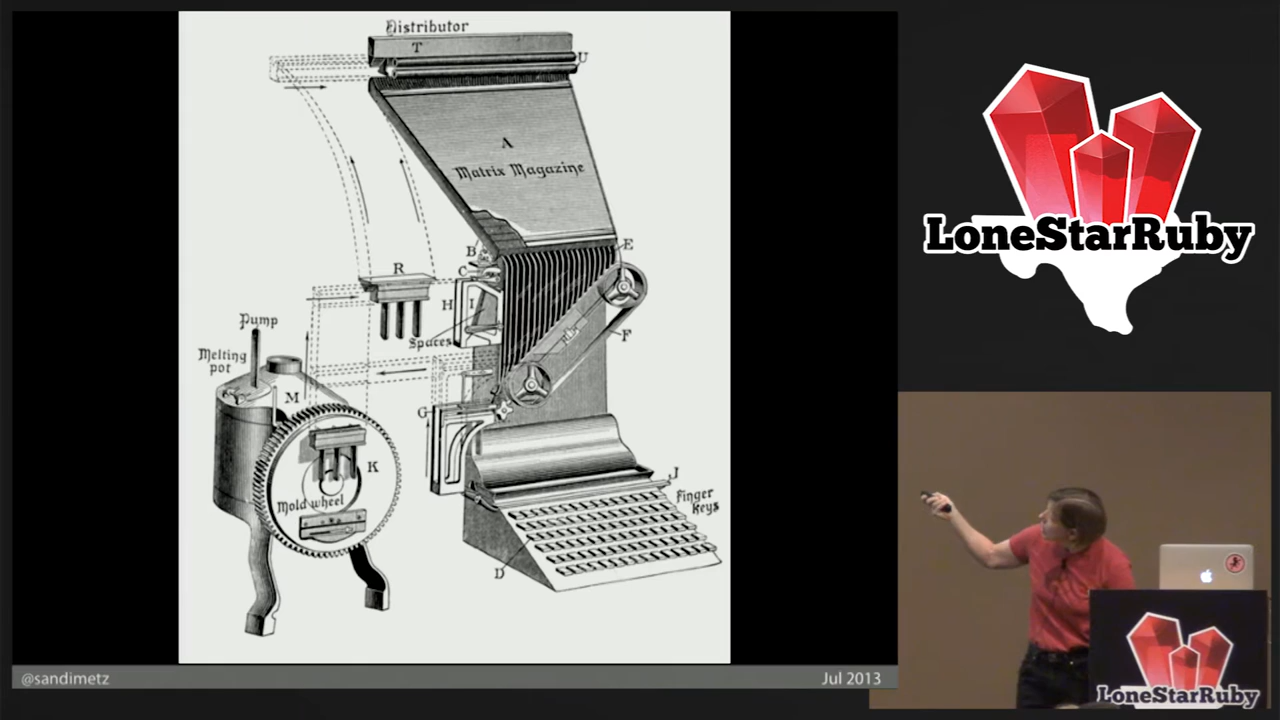 Distributor
T
U
A
Matrix Magazine
B
E
R
C
H
I
Spaces
F
Pump
Melting
pot
M
G
K
J
Mold wheel
Finger
keys
D
@sandimetz
Jul 2013
LoneStarRuby
LoneStarRuby